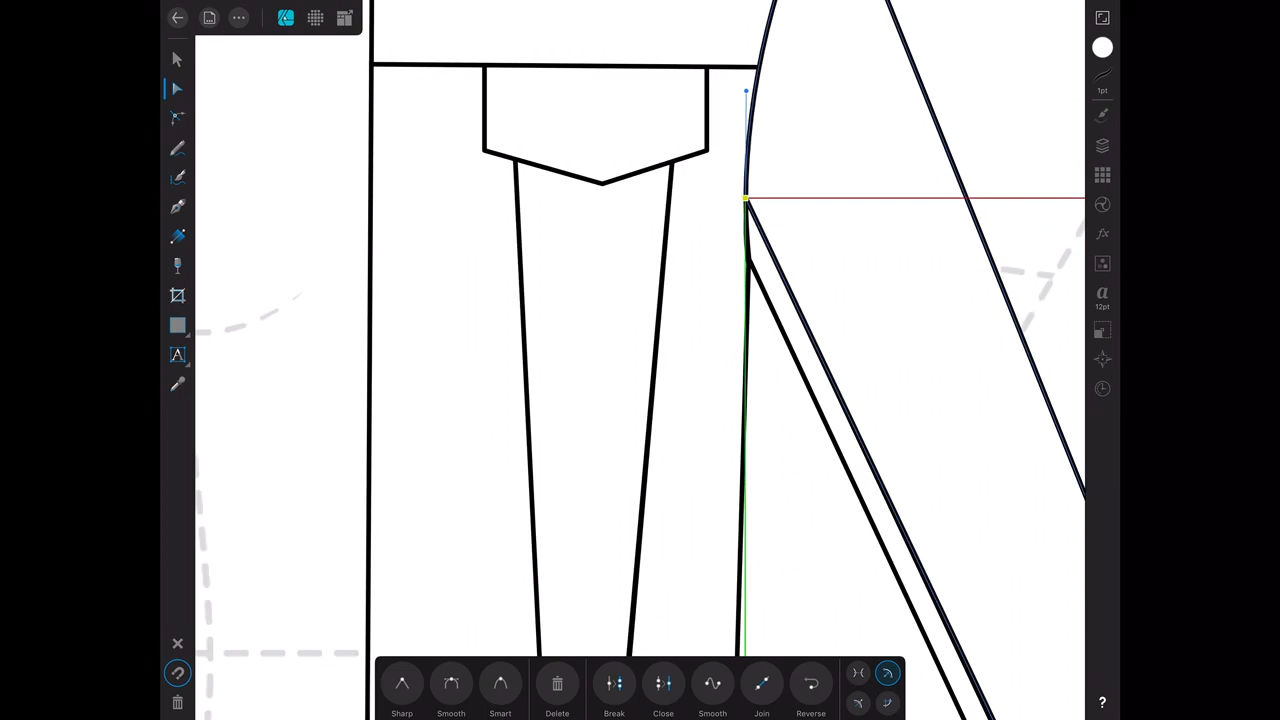 1pt
fx
a
12pt
A
Sharp
Smooth
Smart
Delete
Break
Close
Smooth
Join
Reverse
?